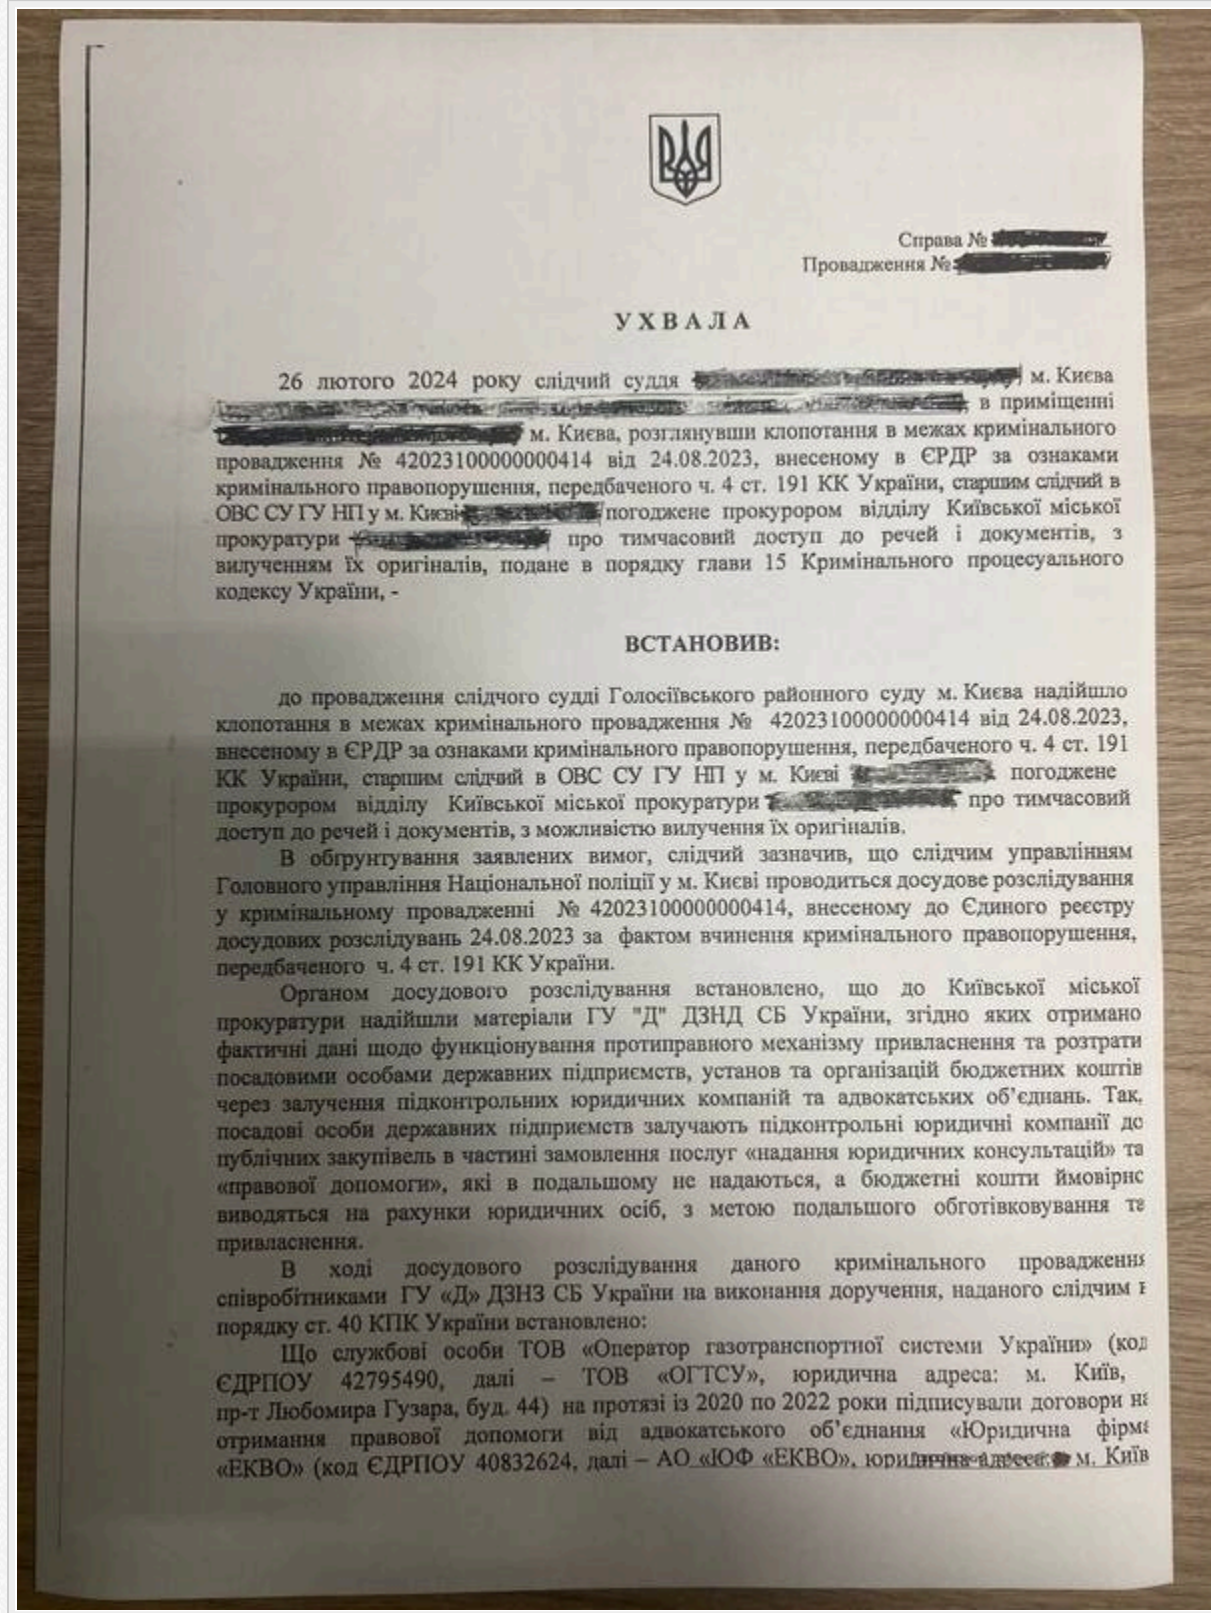 Справа №
Провадження №
УХВАЛА
26 лютого 2024 року слідчий суддя м. Києва
в приміщенні
м. Києва, розглянувши клопотання в межах кримінального
провадження № 42023100000000414 від 24.08.2023, внесеному в ЄРДР за ознаками
кримінального правопорушення, передбаченого ч. 4 ст. 191 КК України, старшим слідчий в
ОВС СУ ГУ НП у м. Києві погоджене прокурором відділу Київської міської
прокуратури про тимчасовий доступ до речей і документів, з
вилученням їх оригіналів, подане в порядку глави 15 Кримінального процесуального
кодексу України, -
ВСТАНОВИВ:
до провадження слідчого судді Голосіївського районного суду м. Києва надійшло
клопотання в межах кримінального провадження № 42023100000000414 від 24.08.2023,
внесеному в ЄРДР за ознаками кримінального правопорушення, передбаченого ч. 4 ст. 191
КК України, старшим слідчий в ОВС СУ ГУ НП у м. Києві погоджене
прокурором відділу Київської міської прокуратури про тимчасовий
доступ до речей і документів, з можливістю вилучення їх оригіналів.
В обґрунтування заявлених вимог, слідчий зазначив, що слідчим управлінням
Головного управління Національної поліції у м. Києві проводиться досудове розслідування
у кримінальному провадженні № 42023100000000414, внесеному до Єдиного реєстру
досудових розслідувань 24.08.2023 за фактом вчинення кримінального правопорушення,
передбаченого ч. 4 ст. 191 КК України.
Органом досудового розслідування встановлено, що до Київської міської
прокуратури надійшли матеріали ГУ "Д" ДЗНД СБ України, згідно яких отримано
фактичні дані щодо функціонування протиправного механізму привласнення та розтрати
посадовими особами державних підприємств, установ та організацій бюджетних коштів
через залучення підконтрольних юридичних компаній та адвокатських об’єднань. Так,
посадові особи державних підприємств залучають підконтрольні юридичні компанії до
публічних закупівель в частині замовлення послуг «надання юридичних консультацій» та
«правової допомоги», які в подальшому не надаються, а бюджетні кошти ймовірно
виводяться на рахунки юридичних осіб, з метою подальшого обготівковування та
привласнення.
В ході досудового розслідування даного кримінального провадження
співробітниками ГУ «Д» ДЗНЗ СБ України на виконання доручення, наданого слідчим в
порядку ст. 40 КПК України встановлено:
Що службові особи ТОВ «Оператор газотранспортної системи України» (код
ЄДРПОУ 42795490, далі – ТОВ «ОГТСУ», юридична адреса: м. Київ,
пр-т Любомира Гузара, буд. 44) на протязі із 2020 по 2022 роки підписували договори на
отримання правової допомоги від адвокатського об’єднання «Юридична фірма
«ЕКВО» (код ЄДРПОУ 40832624, далі – АО «ЮФ «ЕКВО», юридична адреса: м. Київ